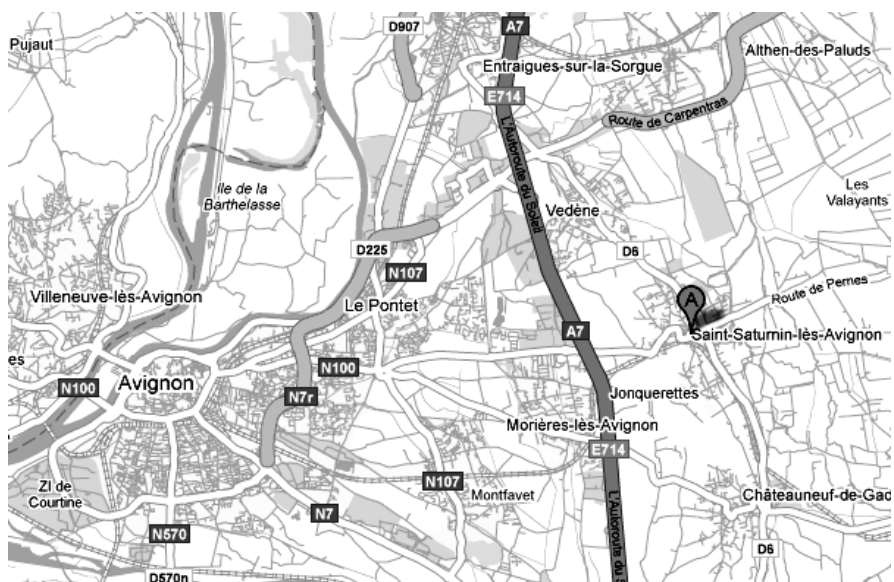 D907
A7
Pujaut
Althen-des-Paluds
Entraigues-sur-la-Sorgue
E714
Route de Carpentras
L'Autoroute du Soleil
Ile de la
Barthelasse
Les
Valayants
Vedène
D225
D6
N107
Villeneuve-lès-Avignon
Le Pontet
A
Route de Pernes
A7
Saint-Saturnin-lès-Avignon
es
N100
Avignon
N100
N7r
Jonquerettes
Morières-lès-Avignon
E714
ZI de
Courtine
N107
Montfavet
Châteauneuf-de-Gad
N7
L'Autoroute du S
N570
D6
D570n